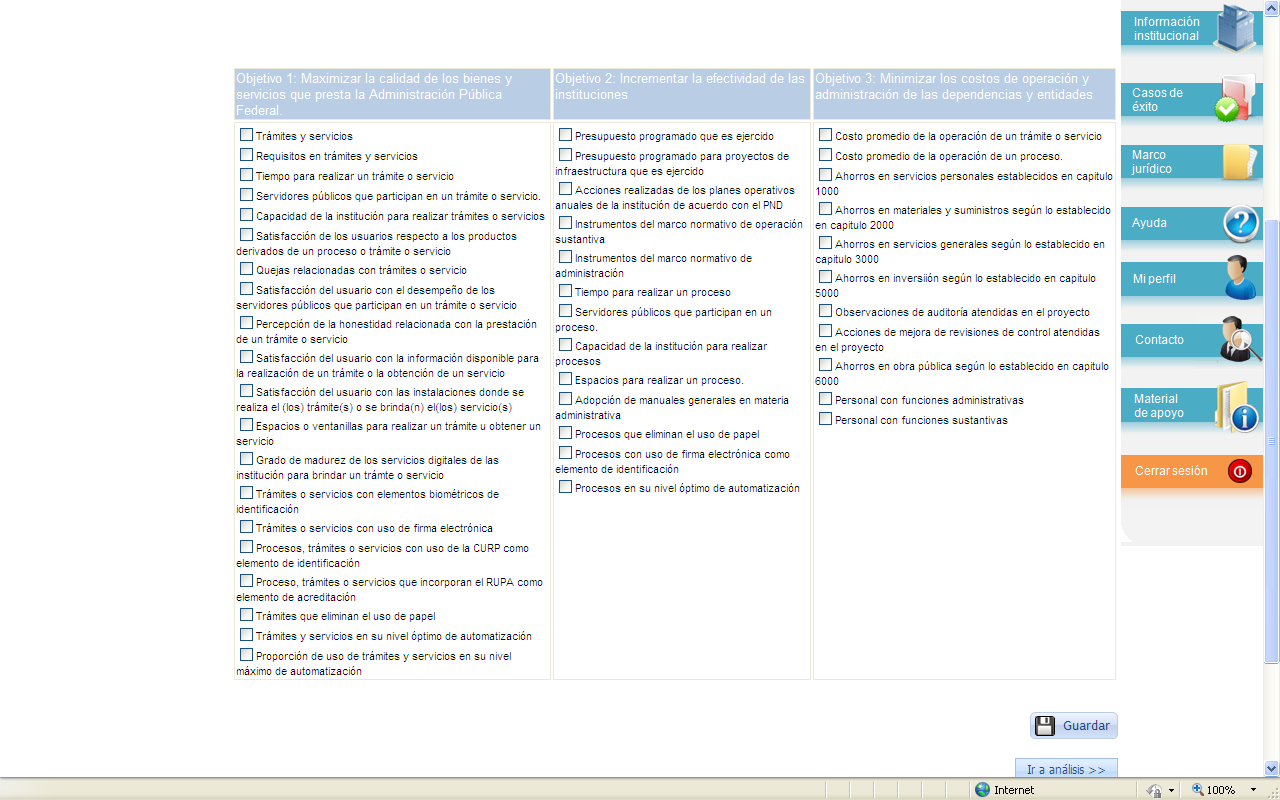 Objetivo 1: Maximizar la calidad de los bienes y
servicios que presta la Administración Pública
Federal.
Trámites y servicios
Requisitos en trámites y servicios
Tiempo para realizar un trámite o servicio
Servidores públicos que participan en un trámite o servicio.
Capacidad de la institución para realizar trámites o servicios
Satisfacción de los usuarios respecto a los productos
derivados de un proceso o trámite o servicio
Quejas relacionadas con trámites o servicio
Satisfacción del usuario con el desempeño de los
servidores públicos que participan en un trámite o servicio
Percepción de la honestidad relacionada con la prestación
de un trámite o servicio
Satisfacción del usuario con la información disponible para
la realización de un trámite o la obtención de un servicio
Satisfacción del usuario con las instalaciones donde se
realiza el (los) trámite(s) o se brinda(n) el(los) servicio(s)
Espacios o ventanillas para realizar un trámite u obtener un
servicio
Grado de madurez de los servicios digitales de las
institución para brindar un trámte o servicio
Trámites o servicios con elementos biométricos de
identificación
Trámites o servicios con uso de firma electrónica
Procesos, trámites o servicios con uso de la CURP como
elemento de identificación
Proceso, trámites o servicios que incorporan el RUPA como
elemento de acreditación
Trámites que eliminan el uso de papel
Trámites y servicios en su nivel óptimo de automatización
Proporción de uso de trámites y servicios en su nivel
máximo de automatización
Objetivo 2: Incrementar la efectividad de las
instituciones
Presupuesto programado que es ejercido
Presupuesto programado para proyectos de
infraestructura que es ejercido
Acciones realizadas de los planes operativos
anuales de la institución de acuerdo con el PND
Instrumentos del marco normativo de operación
sustantiva
Instrumentos del marco normativo de
administración
Tiempo para realizar un proceso
Servidores públicos que participan en un
proceso.
Capacidad de la institución para realizar
procesos
Espacios para realizar un proceso.
Adopción de manuales generales en materia
administrativa
Procesos que eliminan el uso de papel
Procesos con uso de firma electrónica como
elemento de identificación
Procesos en su nivel óptimo de automatización
Objetivo 3: Minimizar los costos de operación y
administración de las dependencias y entidades
Costo promedio de la operación de un trámite o servicio
Costo promedio de la operación de un proceso.
Ahorros en servicios personales establecidos en capitulo
1000
Ahorros en materiales y suministros según lo establecido
en capitulo 2000
Ahorros en servicios generales según lo establecido en
capitulo 3000
Ahorros en inversiión según lo establecido en capitulo
5000
Observaciones de auditoría atendidas en el proyecto
Acciones de mejora de revisiones de control atendidas
en el proyecto
Ahorros en obra pública según lo establecido en capitulo
6000
Personal con funciones administrativas
Personal con funciones sustantivas
Guardar
Ir a análisis >>
Información
institucional
Casos de
éxito
Marco
jurídico
Ayuda
Mi perfil
Contacto
Material
de apoyo
Cerrar sesión
Internet
100%